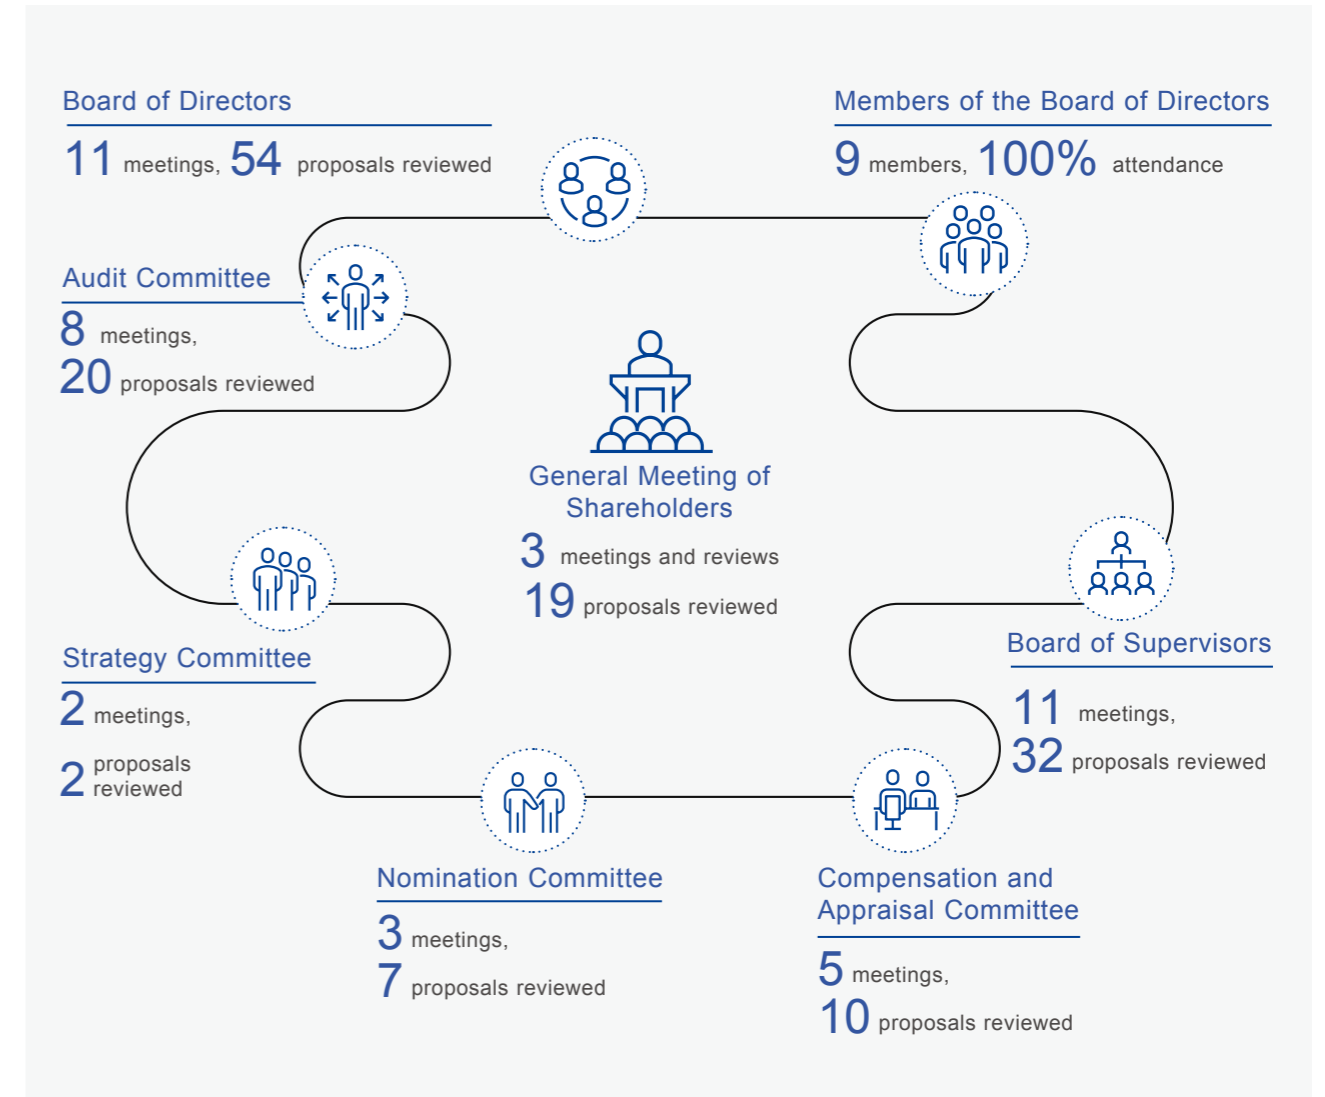 Board of Directors
11 meetings, 54 proposals reviewed
Members of the Board of Directors
9 members, 100% attendance
Audit Committee
8 meetings,
20 proposals reviewed
General Meeting of
Shareholders
3 meetings and reviews
19 proposals reviewed
Strategy Committee
2 meetings,
2 proposals
reviewed
Board of Supervisors
11 meetings,
32 proposals reviewed
Nomination Committee
3 meetings,
7 proposals reviewed
Compensation and
Appraisal Committee
5 meetings,
10 proposals reviewed